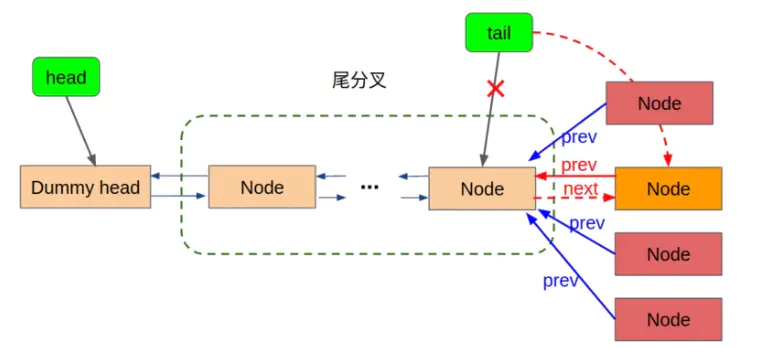 tail
head
尾分叉
Node
prev
prev
Dummy head
Node
...
Node
next
Node
prev
Node
prev
Node